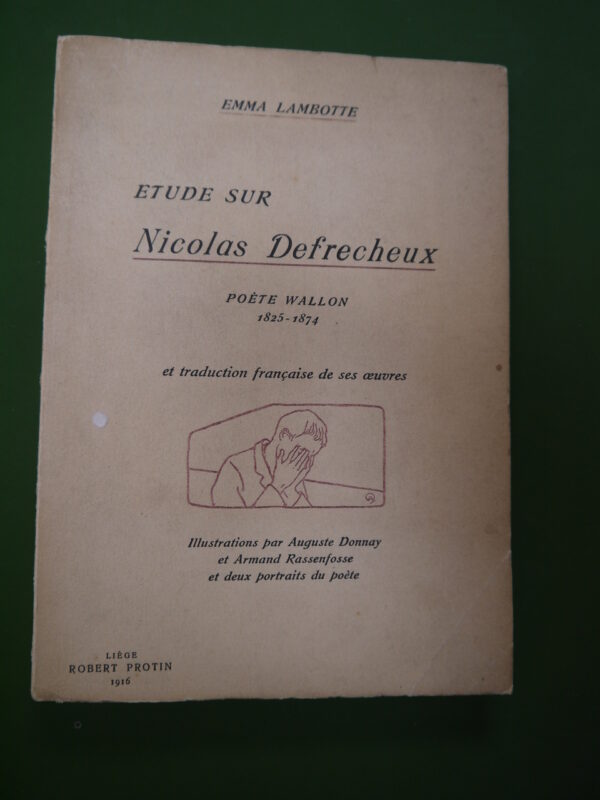 EMMA LAMBOTTE
ETUDE SUR
Nicolas Defrecheux
POÈTE WALLON
1825-1874
et traduction française de ses œuvres
Illustrations par Auguste Donnay
et Armand Rassenfosse
et deux portraits du poète
LIÈGE
ROBERT PROTIN
1916